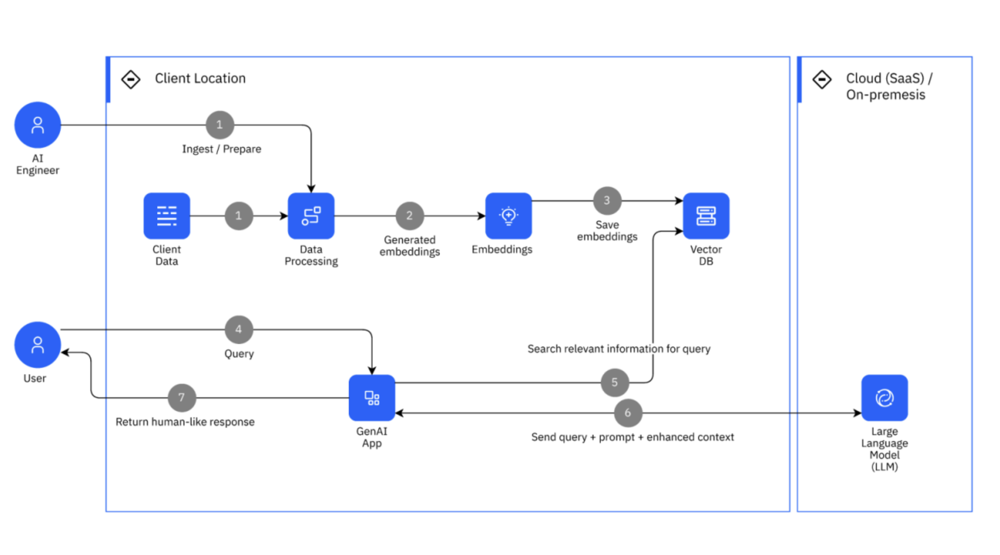 Client Location
Cloud (SaaS) /
On-premesis
1
Ingest / Prepare
AI
Engineer
1
2
3
Generated
embeddings
Save
embeddings
Client
Data
Data
Processing
Embeddings
Vector
DB
4
Query
User
Search relevant information for query
5
7
Return human-like response
6
Send query + prompt + enhanced context
GenAI
App
Large
Language
Model
(LLM)